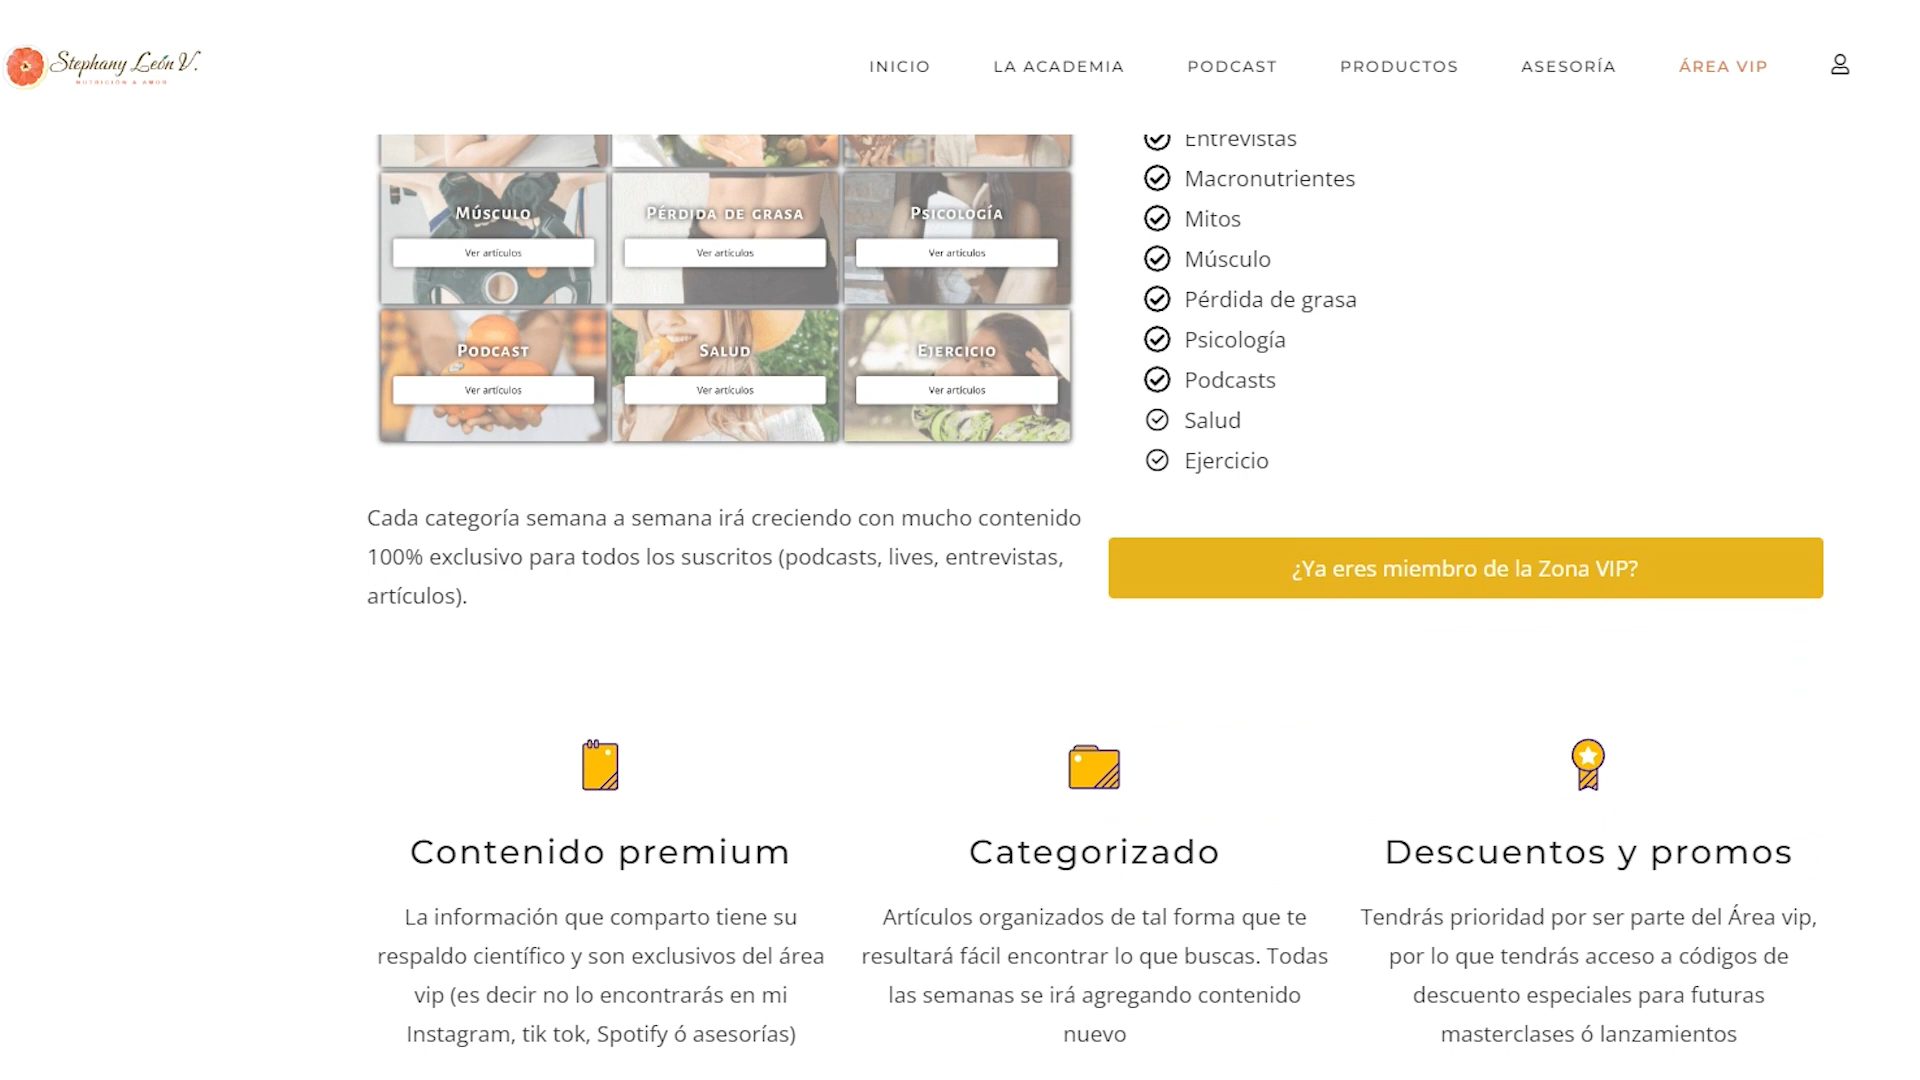 Stephany León V.
NUTRICIÓN & AMOR
INICIO
LA ACADEMIA
PODCAST
PRODUCTOS
ASESORÍA
ÁREA VIP
Músculo
Ver artículos
Pérdida de grasa
Ver artículos
Psicología
Ver artículos
Podcast
Ver artículos
Salud
Ver artículos
Ejercicio
Ver artículos
Cada categoría semana a semana irá creciendo con mucho contenido
100% exclusivo para todos los suscritos (podcasts, lives, entrevistas,
artículos).
Entrevistas
Macronutrientes
Mitos
Músculo
Pérdida de grasa
Psicología
Podcasts
Salud
Ejercicio
¿Ya eres miembro de la Zona VIP?
Contenido premium
La información que comparto tiene su
respaldo científico y son exclusivos del área
vip (es decir no lo encontrarás en mi
Instagram, tik tok, Spotify ó asesorías)
Categorizado
Artículos organizados de tal forma que te
resultará fácil encontrar lo que buscas. Todas
las semanas se irá agregando contenido
nuevo
Descuentos y promos
Tendrás prioridad por ser parte del Área vip,
por lo que tendrás acceso a códigos de
descuento especiales para futuras
masterclases ó lanzamientos